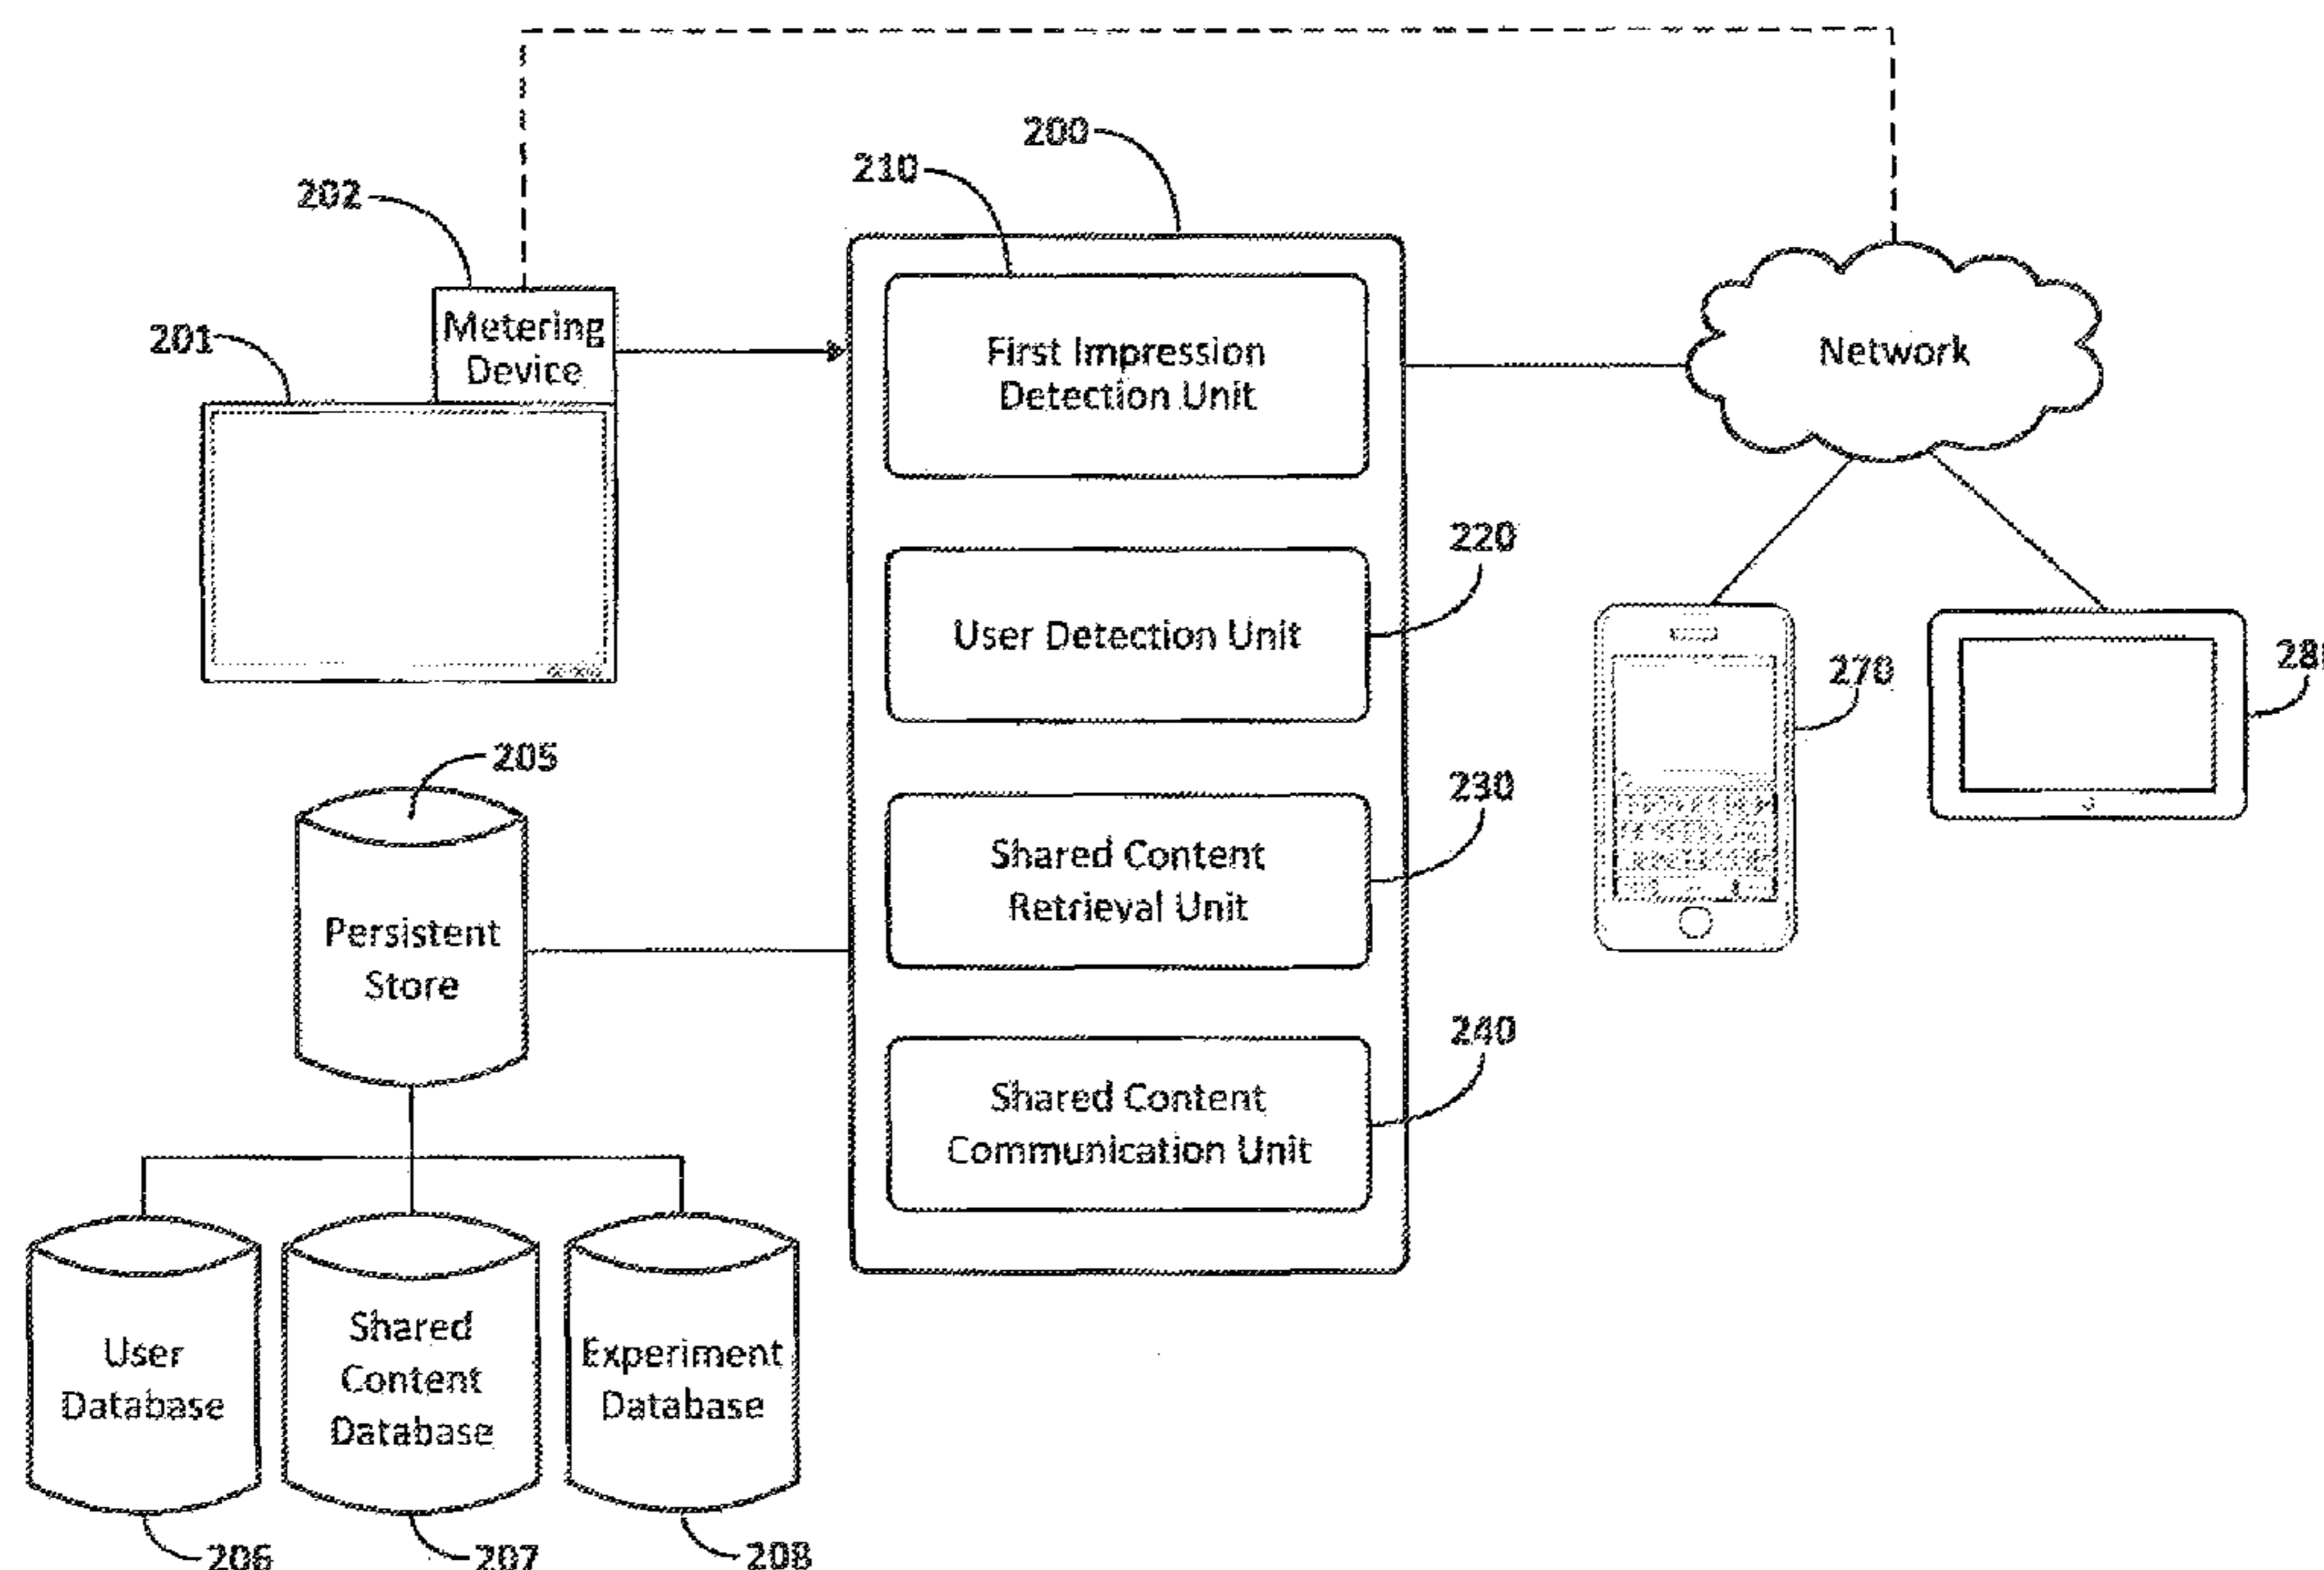 200
210
202
Metering
Device
201
First Impression
Detection Unit
Network
220
User Detection Unit
270
205
230
Shared Content
Retrieval Unit
Persistent
Store
240
Shared Content
Communication Unit
User
Database
Shared
Content
Database
Experiment
Database
206
207
208